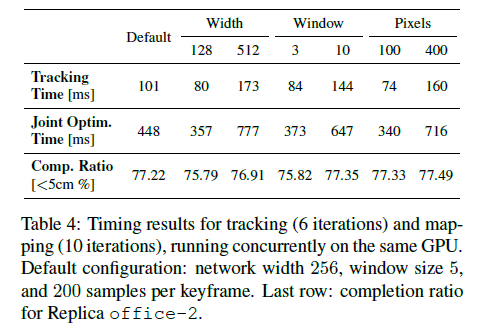 Default Width Window Pixels
128 512 3 10 100 400
Tracking
Time [ms] 101 80 173 84 144 74 160
Joint Optim.
Time [ms] 448 357 777 373 647 340 716
Comp. Ratio
[<5cm %] 77.22 75.79 76.91 75.82 77.35 77.33 77.49
Table 4: Timing results for tracking (6 iterations) and map-
ping (10 iterations), running concurrently on the same GPU.
Default configuration: network width 256, window size 5,
and 200 samples per keyframe. Last row: completion ratio
for Replica office-2.